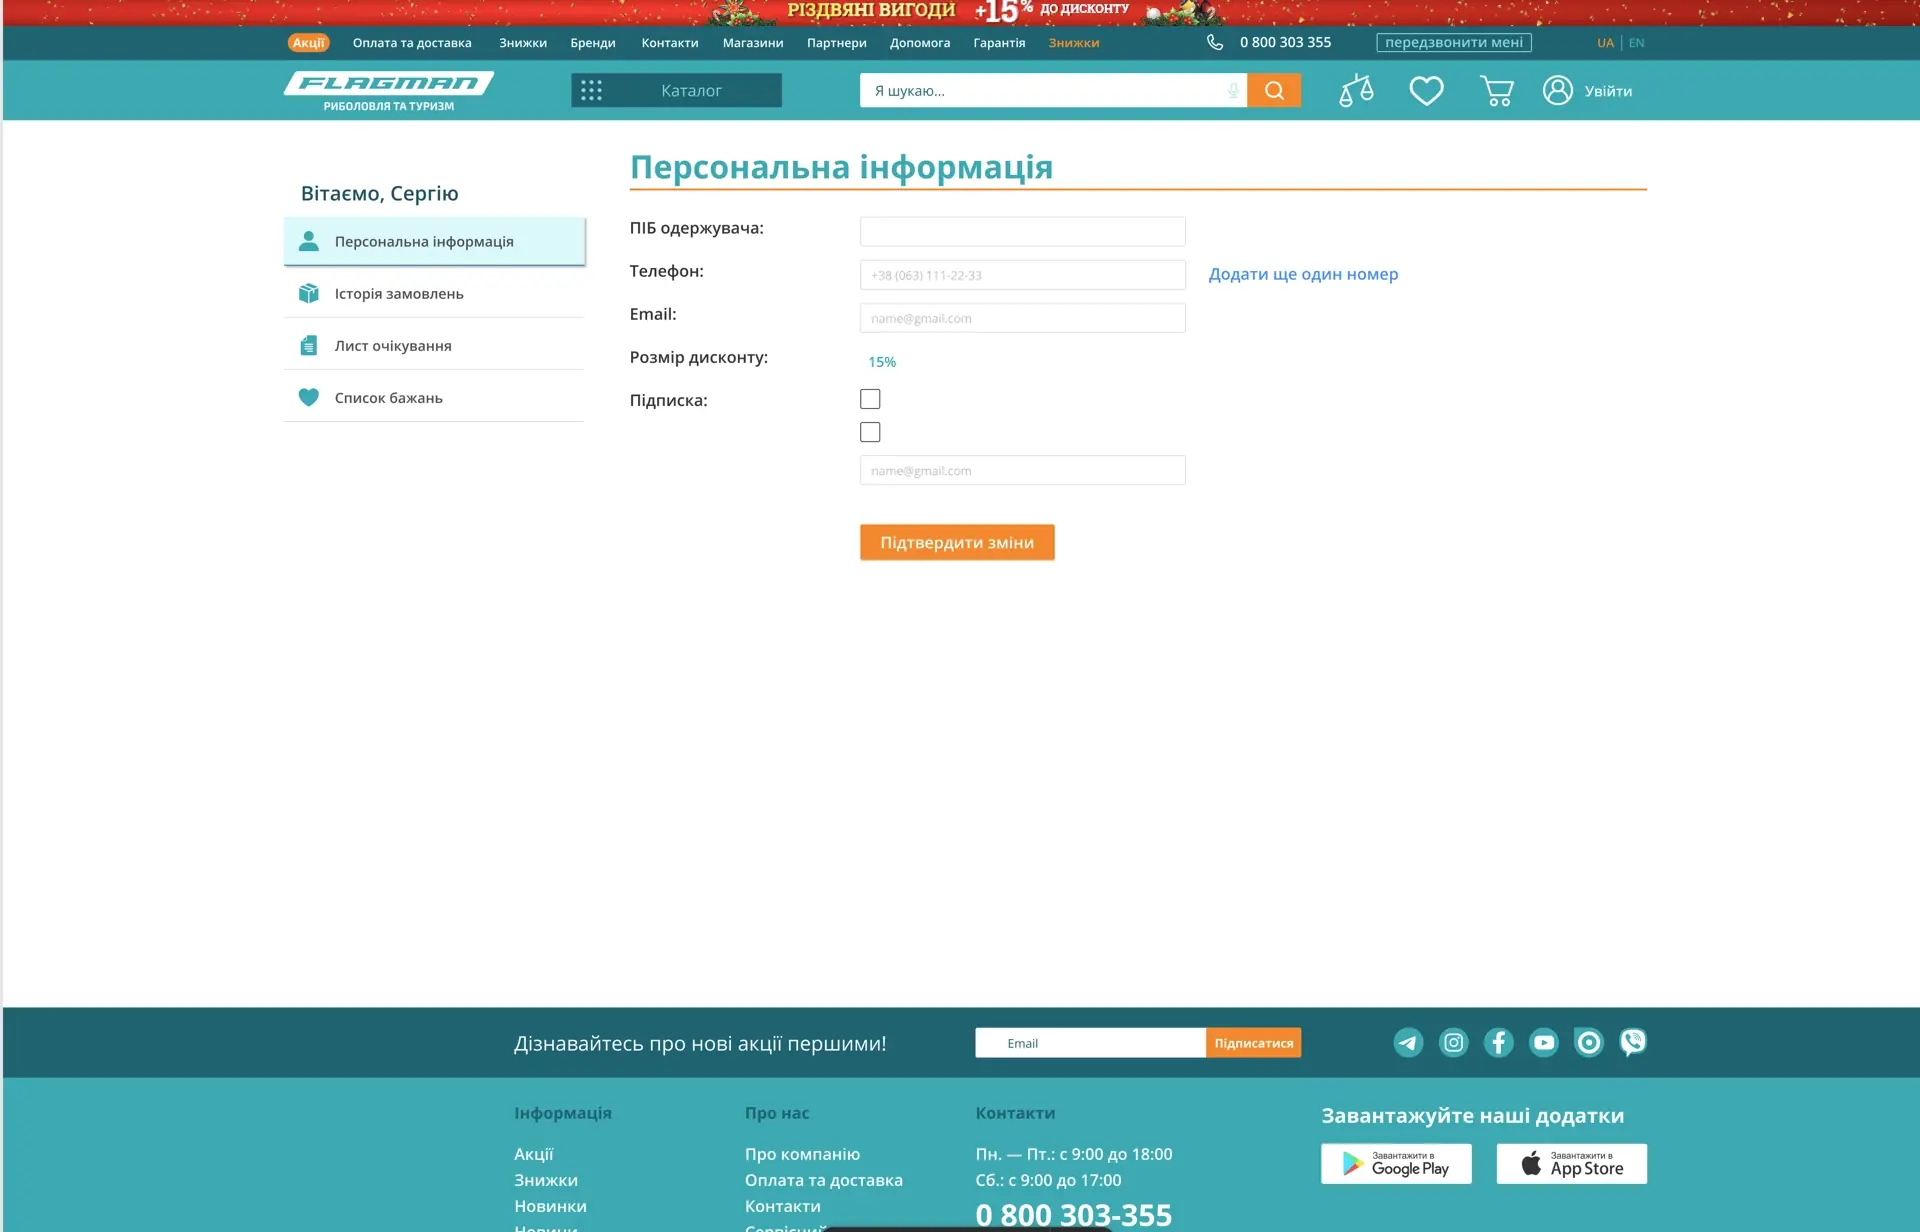 РІЗДВЯНІ ВИГОДИ +15% ДО ДИСКОНТУ
Акції Оплата та доставка Знижки Бренди Контакти Магазини Партнери Допомога Гарантія Знижки 0 800 303 355 передзвонити мені UA | EN
FLAGMAN
РИБОЛОВЛЯ ТА ТУРИЗМ
Каталог
Я шукаю...
Увійти
Вітаємо, Сергію
Персональна інформація
Історія замовлень
Лист очікування
Список бажань
Персональна інформація
ПІБ одержувача:
Телефон: +38 (063) 111-22-33 Додати ще один номер
Email: name@gmail.com
Розмір дисконту: 15%
Підписка:
name@gmail.com
Підтвердити зміни
Дізнавайтесь про нові акції першими! Email Підписатися
Інформація
Акції
Знижки
Новинки
Новини
Про нас
Про компанію
Оплата та доставка
Контакти
Контакти
Пн. — Пт.: с 9:00 до 18:00
Сб.: с 9:00 до 17:00
0 800 303-355
Завантажуйте наші додатки
Завантажити в
Google Play
Завантажити в
App Store